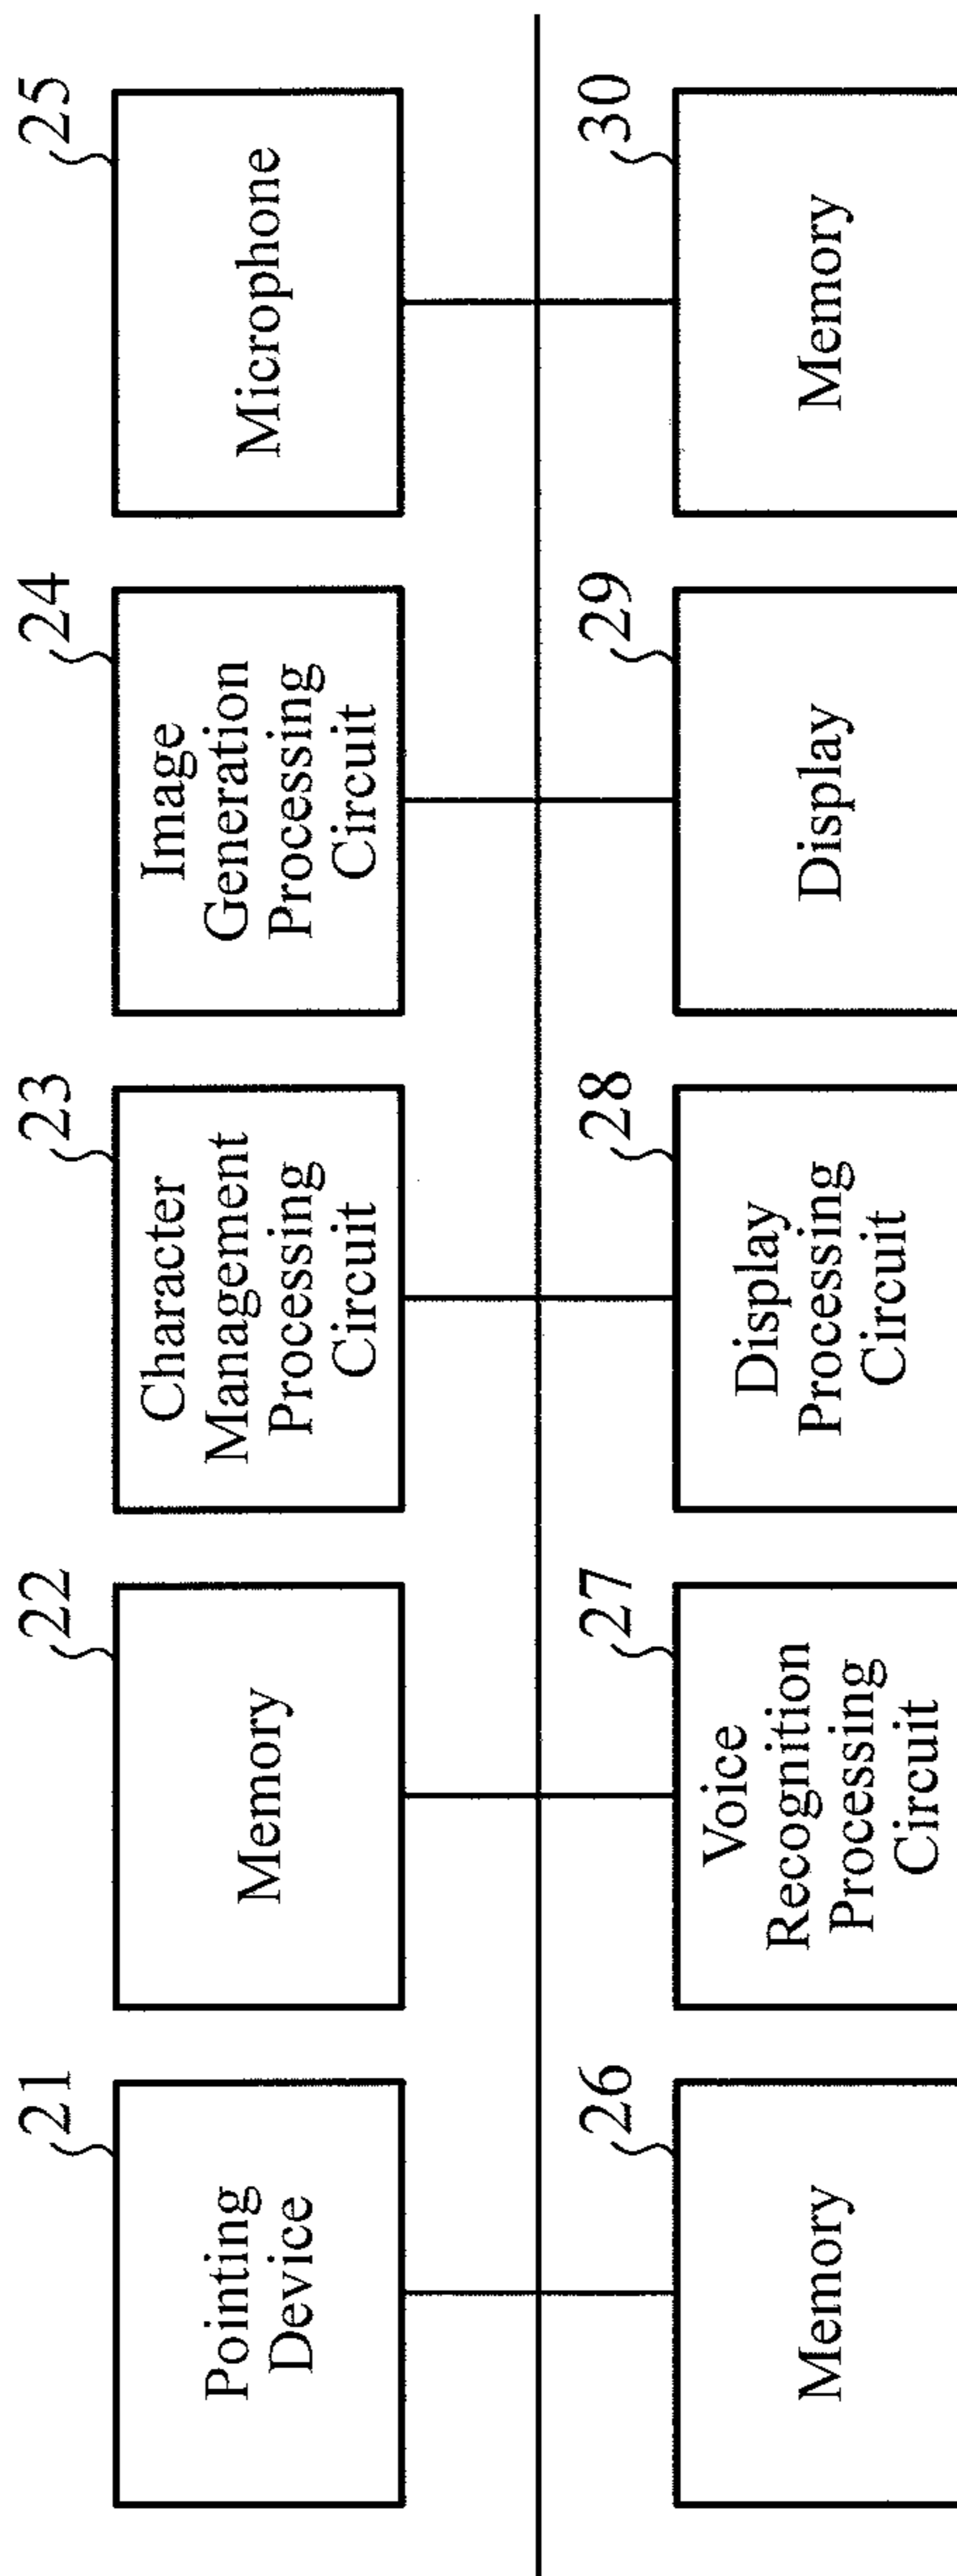 21
Pointing
Device
22
Memory
23
Character
Management
Processing
Circuit
24
Image
Generation
Processing
Circuit
25
Microphone
26
Memory
27
Voice
Recognition
Processing
Circuit
28
Display
Processing
Circuit
29
Display
30
Memory